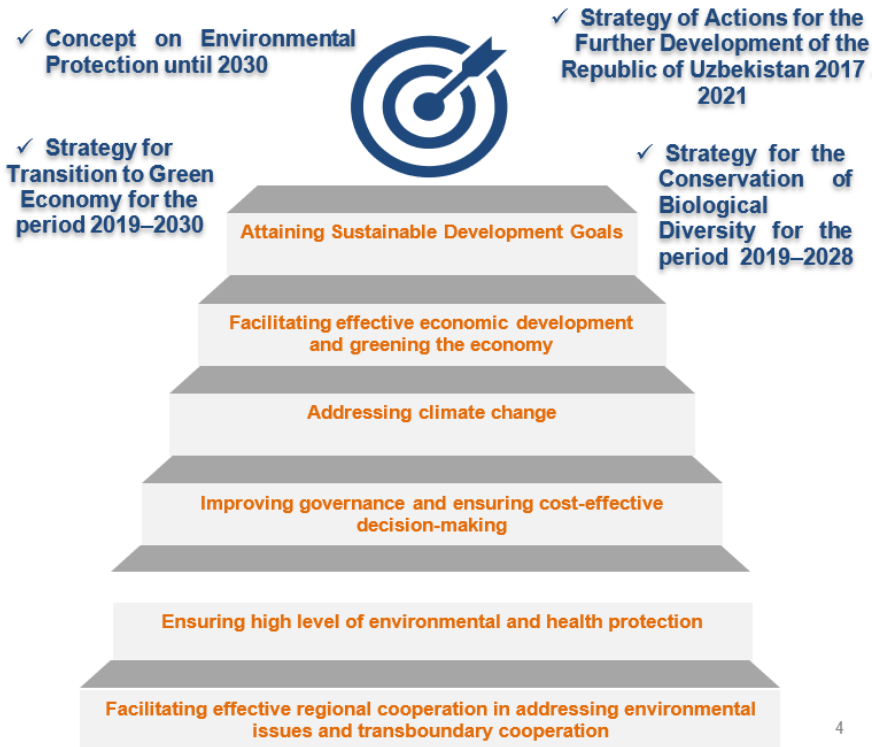 ✓ Concept on Environmental
Protection until 2030
✓ Strategy of Actions for the
Further Development of the
Republic of Uzbekistan 2017
2021
✓ Strategy for
Transition to Green
Economy for the
period 2019–2030
✓ Strategy for the
Conservation of
Biological
Diversity for the
period 2019–2028
Attaining Sustainable Development Goals
Facilitating effective economic development
and greening the economy
Addressing climate change
Improving governance and ensuring cost-effective
decision-making
Ensuring high level of environmental and health protection
Facilitating effective regional cooperation in addressing environmental
issues and transboundary cooperation
4